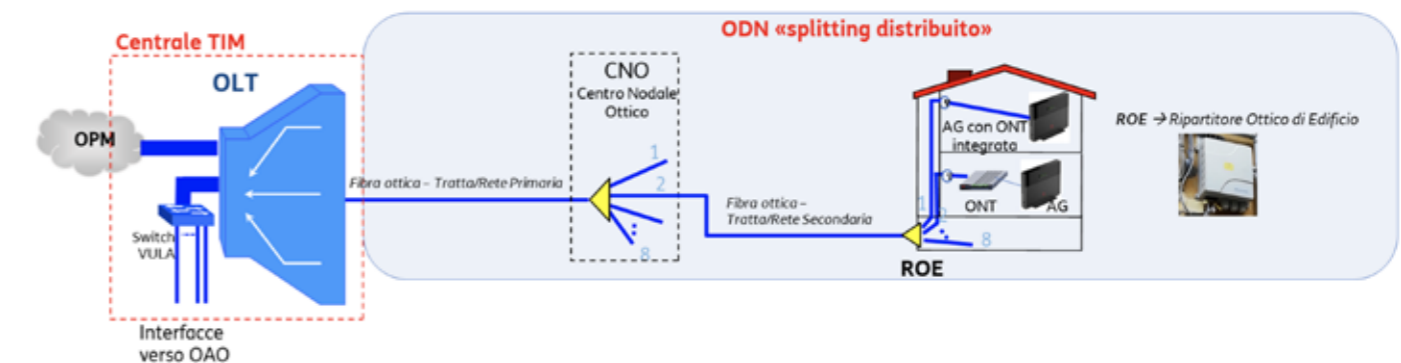 ODN «splitting distribuito»
Centrale TIM
OLT
OPM
Switch
VULA
Interfacce
verso OAO
Fibra ottica – Tratta/Rete Primaria
CNO
Centro Nodale
Ottico
1
2
8
Fibra ottica –
Tratta/Rete Secondaria
AG con ONT
integrata
ONT
AG
1
2
8
ROE
ROE → Ripartitore Ottico di Edificio